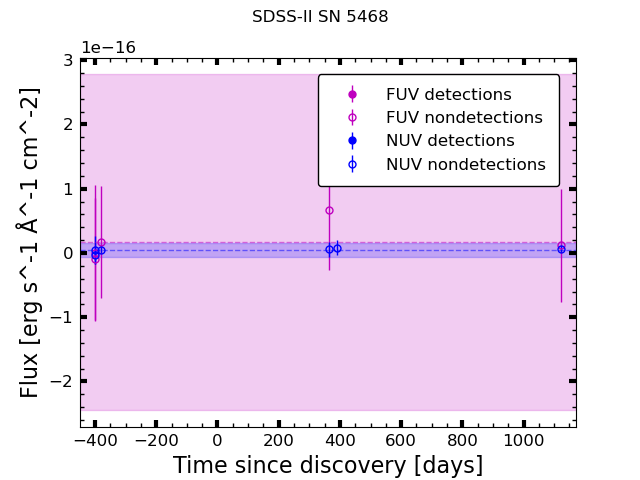 SDSS-II SN 5468
1e−16
3
2
1
0
−1
−2
Flux [erg s^-1 Å^-1 cm^-2]
FUV detections
FUV nondetections
NUV detections
NUV nondetections
−400 −200 0 200 400 600 800 1000
Time since discovery [days]